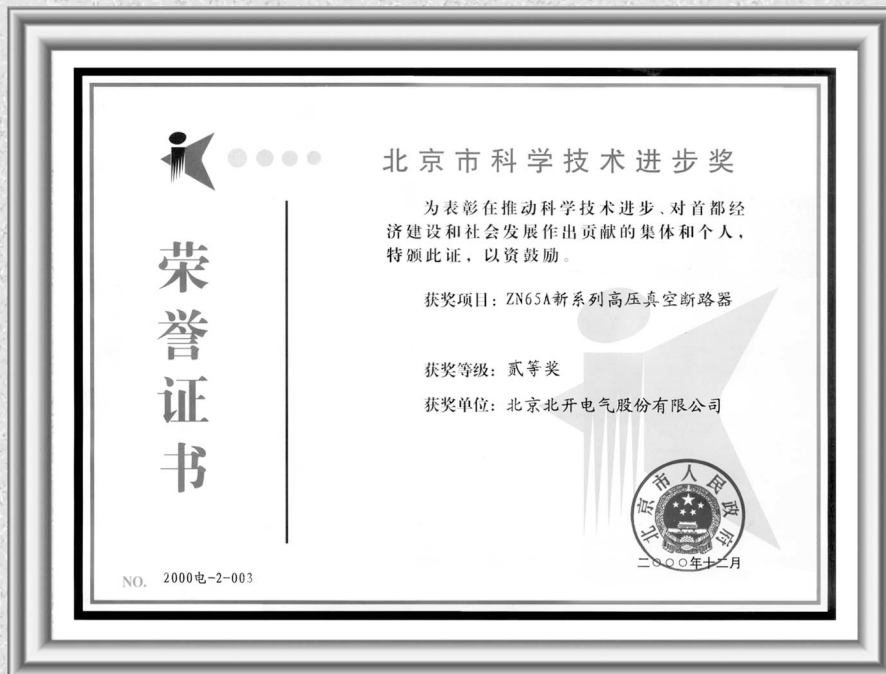 荣誉证书
北京市科学技术进步奖
为表彰在推动科学技术进步、对首都经
济建设和社会发展作出贡献的集体和个人，
特颁此证，以资鼓励。
获奖项目：ZN65A新系列高压真空断路器
获奖等级：贰等奖
获奖单位：北京北开电气股份有限公司
北京市人民政府
二○○○年十二月
NO. 2000电-2-003